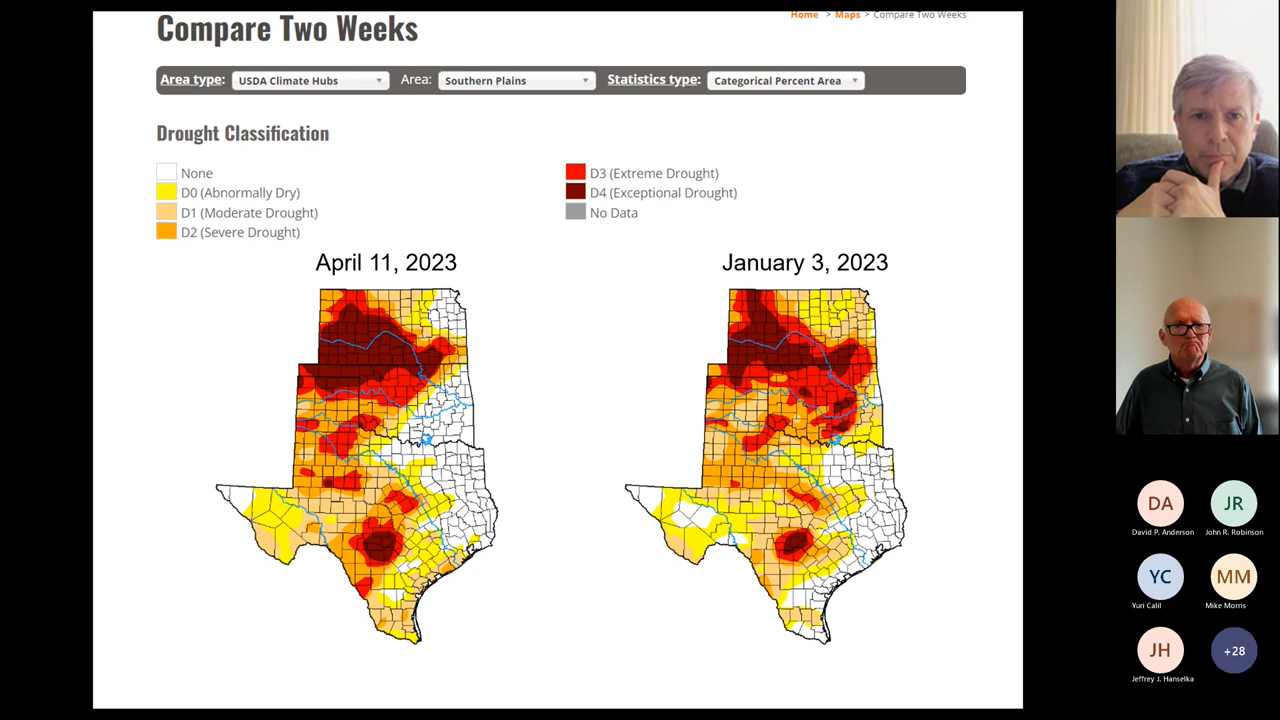 Compare Two Weeks
Home > Maps > Compare Two Weeks
Area type: USDA Climate Hubs Area: Southern Plains Statistics type: Categorical Percent Area
Drought Classification
None
D0 (Abnormally Dry)
D1 (Moderate Drought)
D2 (Severe Drought)
D3 (Extreme Drought)
D4 (Exceptional Drought)
No Data
April 11, 2023
January 3, 2023
DA
David P. Anderson
JR
John R. Robinson
YC
Yuri Calil
MM
Mike Morris
JH
Jeffrey J. Hanselka
+28